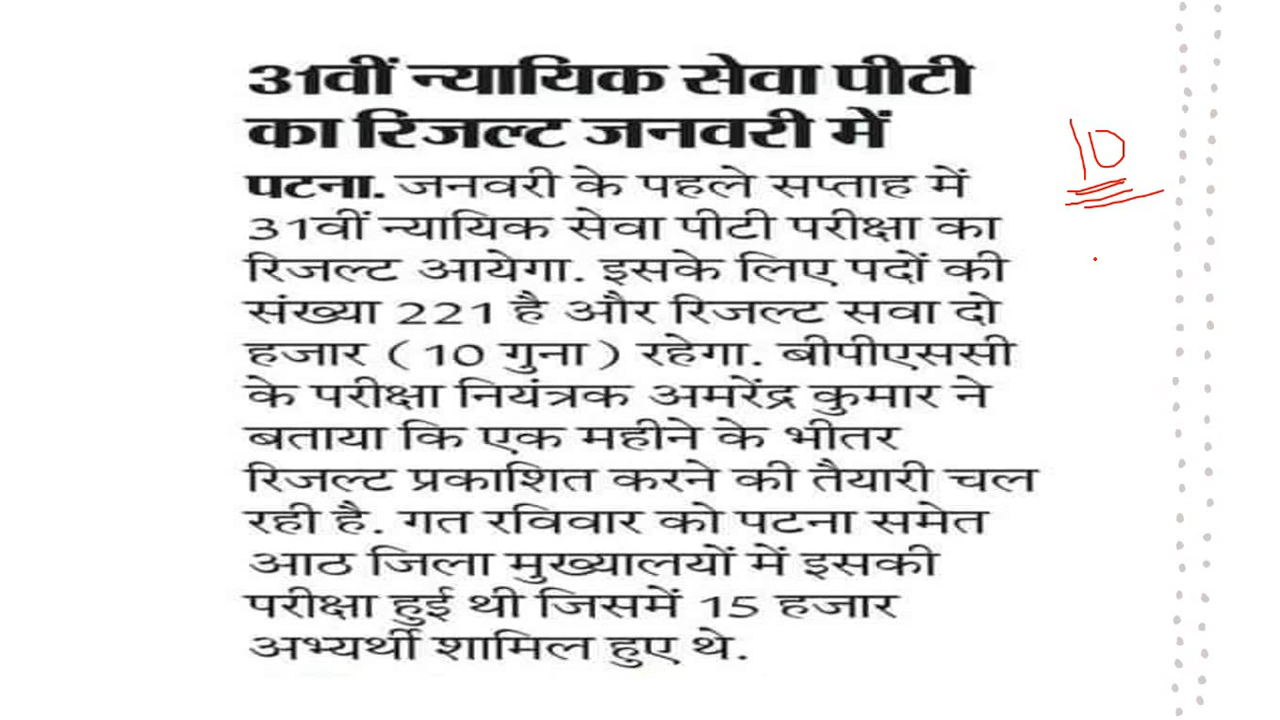 31वीं न्यायिक सेवा पीटी
का रिजल्ट जनवरी में
10
पटना. जनवरी के पहले सप्ताह में
31वीं न्यायिक सेवा पीटी परीक्षा का
रिजल्ट आयेगा. इसके लिए पदों की
संख्या 221 है और रिजल्ट सवा दो
हजार (10 गुना) रहेगा. बीपीएससी
के परीक्षा नियंत्रक अमरेंद्र कुमार ने
बताया कि एक महीने के भीतर
रिजल्ट प्रकाशित करने की तैयारी चल
रही है. गत रविवार को पटना समेत
आठ जिला मुख्यालयों में इसकी
परीक्षा हुई थी जिसमें 15 हजार
अभ्यर्थी शामिल हुए थे.